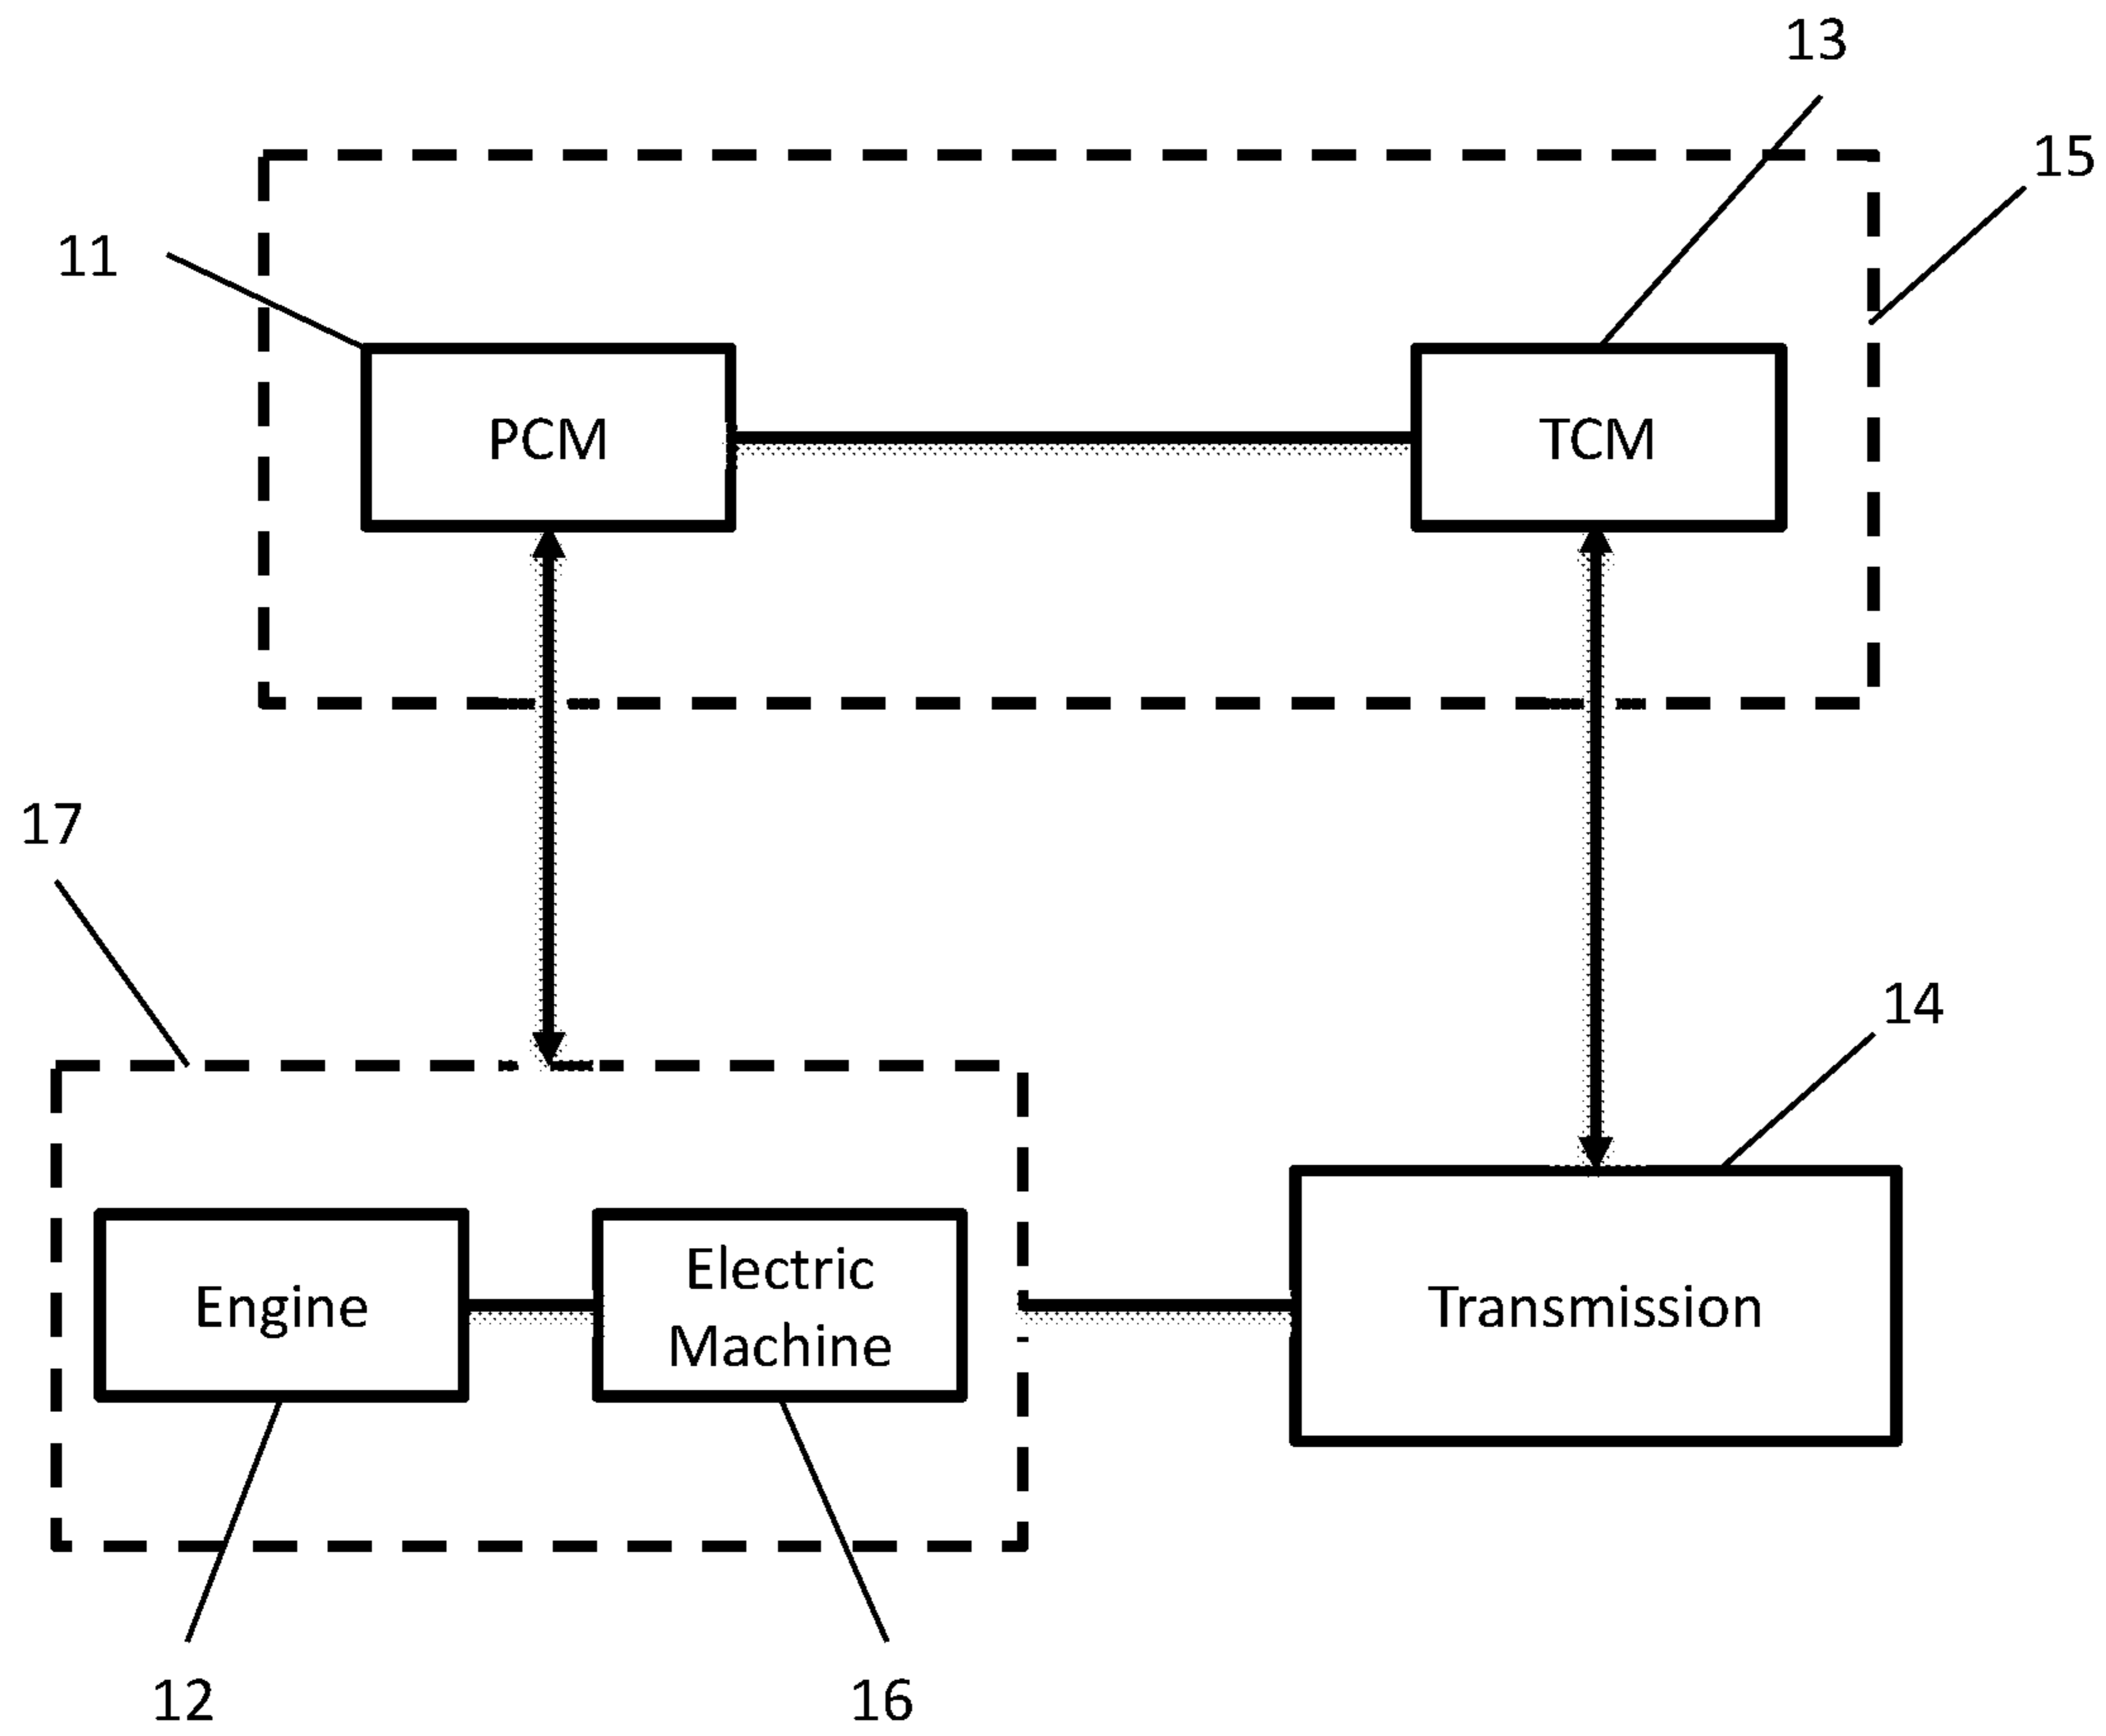 13
15
11
PCM
TCM
17
14
Engine
Electric
Machine
Transmission
12
16